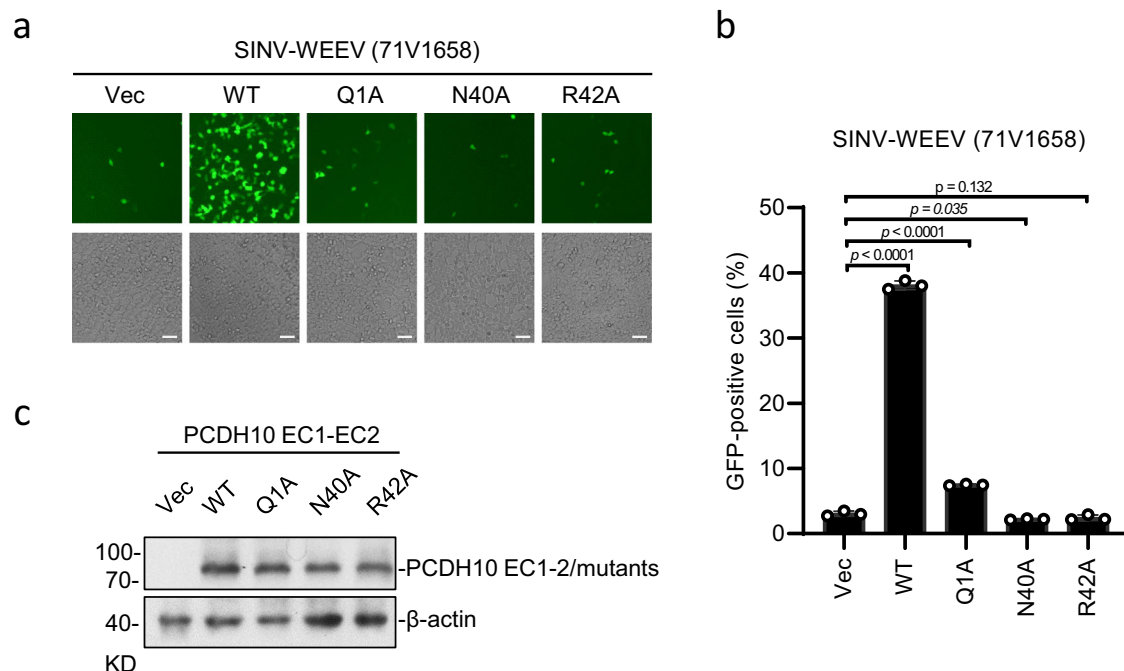 a
SINV-WEEV (71V1658)
Vec WT Q1A N40A R42A
b
SINV-WEEV (71V1658)
p = 0.132
p = 0.035
p < 0.0001
p < 0.0001
GFP-positive cells (%)
50
40
30
20
10
0
Vec WT Q1A N40A R42A
c
PCDH10 EC1-EC2
Vec WT Q1A N40A R42A
100-
70-
-PCDH10 EC1-2/mutants
40-
-β-actin
KD